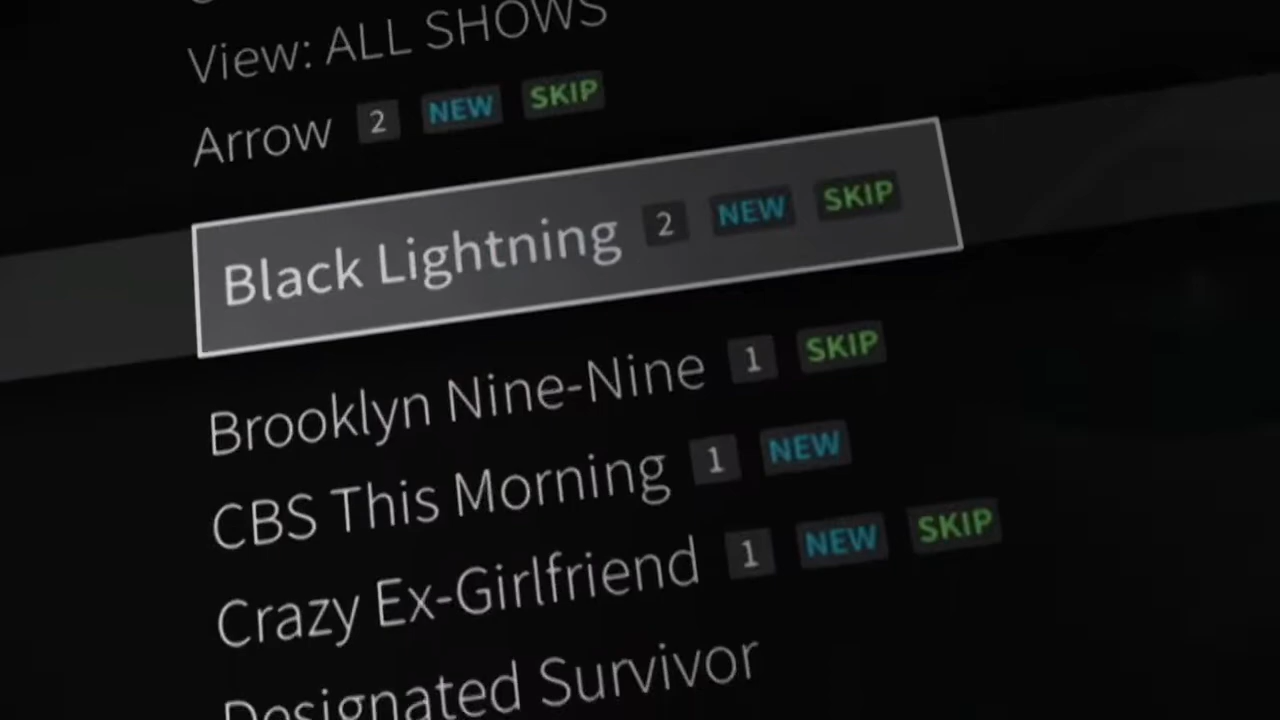 View: ALL SHOWS
Arrow 2 NEW SKIP
Black Lightning 2 NEW SKIP
Brooklyn Nine-Nine 1 SKIP
CBS This Morning 1 NEW
Crazy Ex-Girlfriend 1 NEW SKIP
Designated Survivor